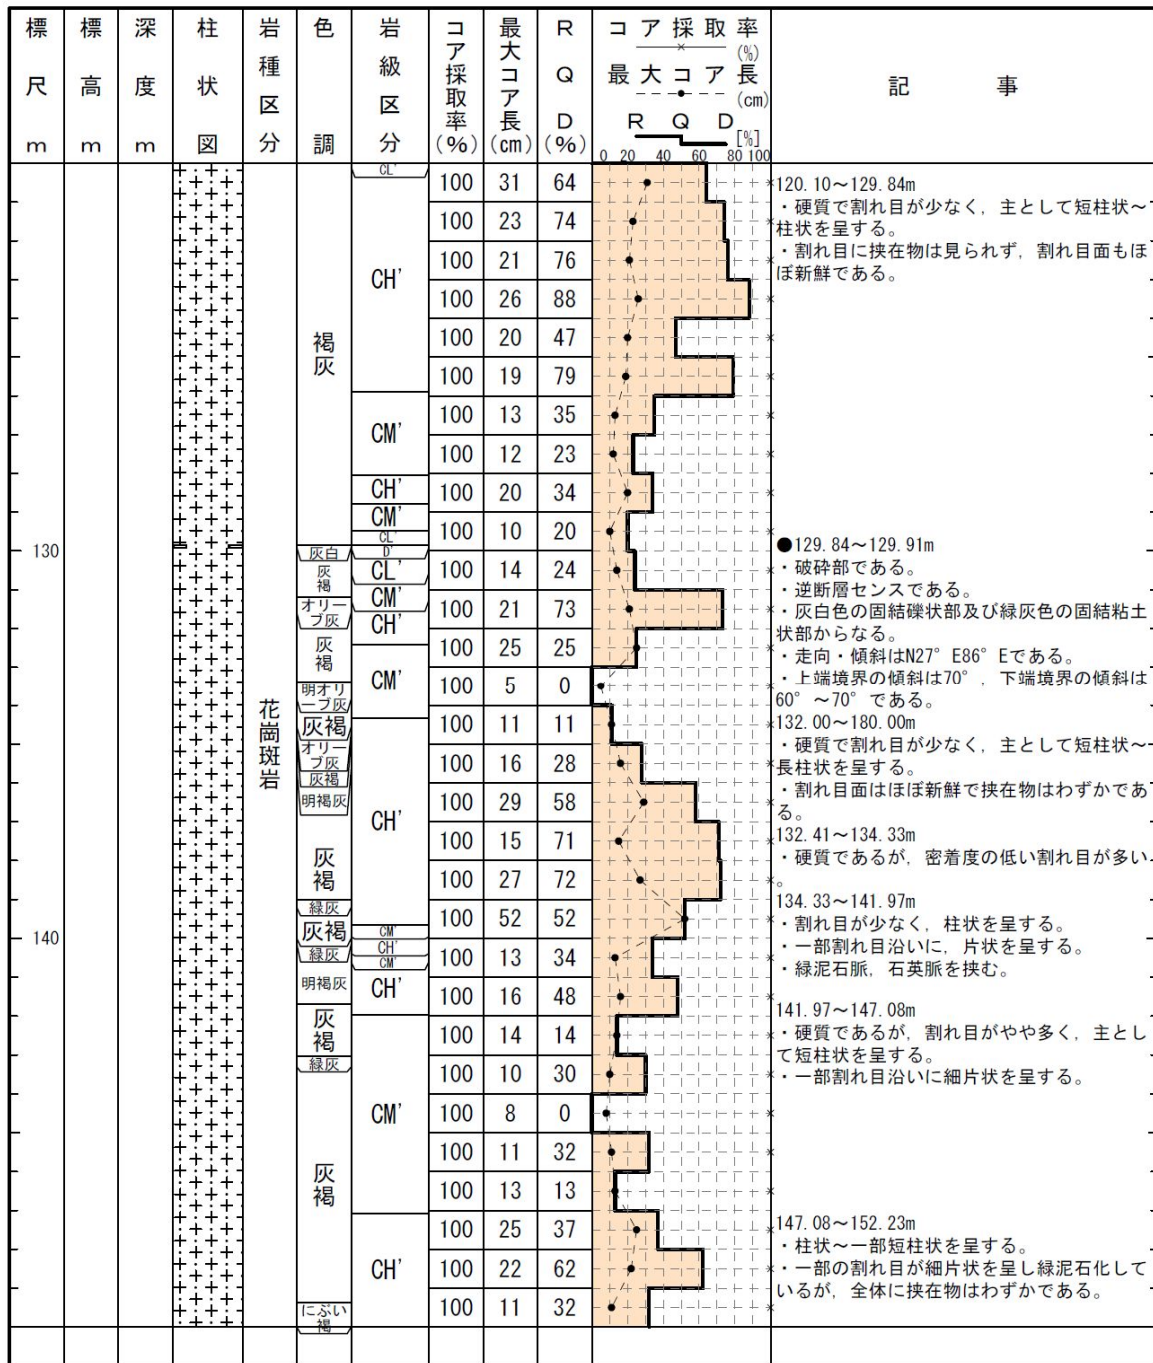 標尺m
標高m
深度m
柱状図
岩種区分
色調
岩級区分
コア採取率(%)
最大コア長(cm)
RQD(%)
コア採取率
(%)
最大コア長
(cm)
RQD
[%]
0 20 40 60 80 100
記事
130
140
花崗斑岩
褐灰
灰白
灰褐
オリーブ灰
灰褐
明オリーブ灰
灰褐
オリーブ灰
灰褐
明褐灰
灰褐
緑灰
灰褐
緑灰
明褐灰
灰褐
緑灰
灰褐
にぶい褐
CL'
CH'
CM'
CH'
CM'
CL'
D'
CL'
CM'
CH'
CM'
CH'
CM'
CH'
CM'
CH'
CM'
CH'
100 31 64
100 23 74
100 21 76
100 26 88
100 20 47
100 19 79
100 13 35
100 12 23
100 20 34
100 10 20
100 14 24
100 21 73
100 25 25
100 5 0
100 11 11
100 16 28
100 29 58
100 15 71
100 27 72
100 52 52
100 13 34
100 16 48
100 14 14
100 10 30
100 8 0
100 11 32
100 13 13
100 25 37
100 22 62
100 11 32
120.10～129.84m
・硬質で割れ目が少なく，主として短柱状～
柱状を呈する。
・割れ目に挟在物は見られず，割れ目面もほ
ぼ新鮮である。
●129.84～129.91m
・破砕部である。
・逆断層センスである。
・灰白色の固結礫状部及び緑灰色の固結粘土
状部からなる。
・走向・傾斜はN27°E86°Eである。
・上端境界の傾斜は70°，下端境界の傾斜は
60°～70°である。
132.00～180.00m
・硬質で割れ目が少なく，主として短柱状～
長柱状を呈する。
・割れ目面はほぼ新鮮で挟在物はわずかであ
る。
132.41～134.33m
・硬質であるが，密着度の低い割れ目が多い
。
134.33～141.97m
・割れ目が少なく，柱状を呈する。
・一部割れ目沿いに，片状を呈する。
・緑泥石脈，石英脈を挟む。
141.97～147.08m
・硬質であるが，割れ目がやや多く，主とし
て短柱状を呈する。
・一部割れ目沿いに細片状を呈する。
147.08～152.23m
・柱状～一部短柱状を呈する。
・一部の割れ目が細片状を呈し緑泥石化して
いるが，全体に挟在物はわずかである。